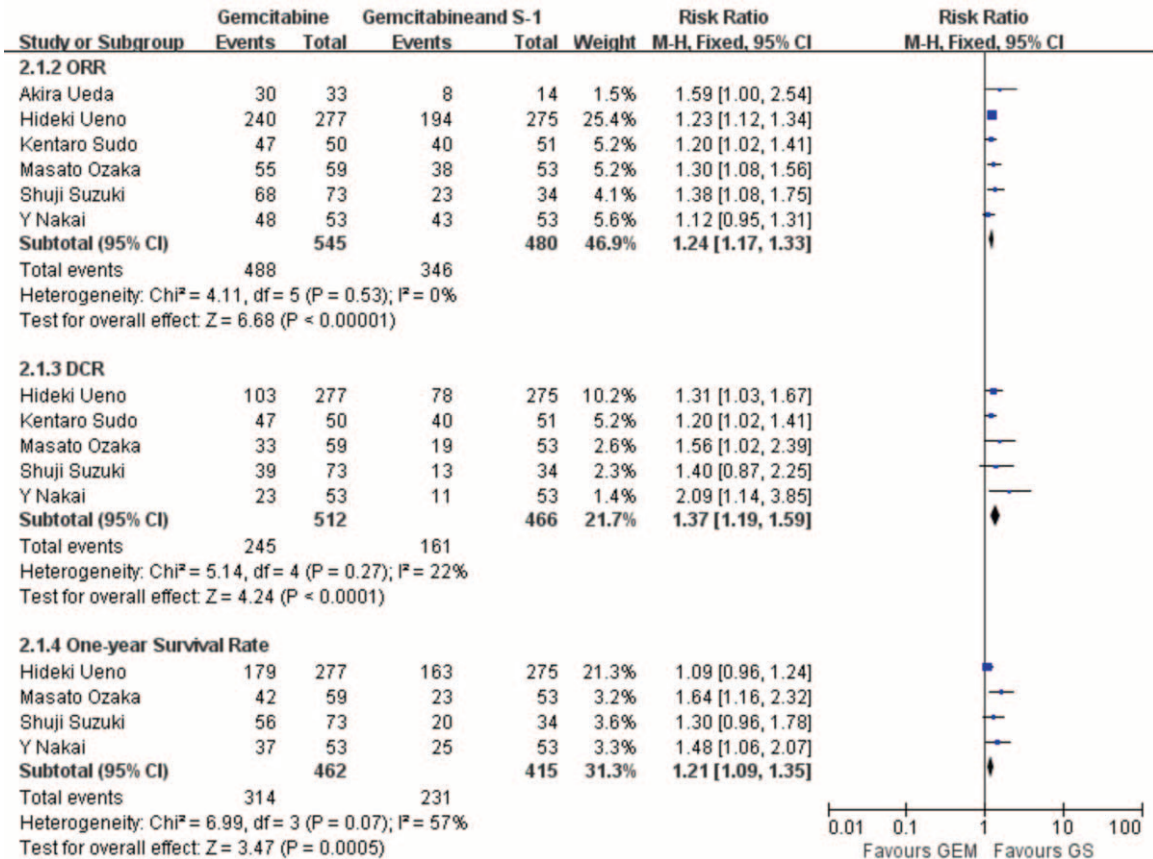 Gemcitabine Gemcitabineand S-1 Risk Ratio Risk Ratio
Study or Subgroup Events Total Events Total Weight M-H, Fixed, 95% CI M-H, Fixed, 95% CI
2.1.2 ORR
Akira Ueda 30 33 8 14 1.5% 1.59 [1.00, 2.54]
Hideki Ueno 240 277 194 275 25.4% 1.23 [1.12, 1.34]
Kentaro Sudo 47 50 40 51 5.2% 1.20 [1.02, 1.41]
Masato Ozaka 55 59 38 53 5.2% 1.30 [1.08, 1.56]
Shuji Suzuki 68 73 23 34 4.1% 1.38 [1.08, 1.75]
Y Nakai 48 53 43 53 5.6% 1.12 [0.95, 1.31]
Subtotal (95% CI) 545 480 46.9% 1.24 [1.17, 1.33]
Total events 488 346
Heterogeneity: Chi² = 4.11, df = 5 (P = 0.53); I² = 0%
Test for overall effect: Z = 6.68 (P < 0.00001)
2.1.3 DCR
Hideki Ueno 103 277 78 275 10.2% 1.31 [1.03, 1.67]
Kentaro Sudo 47 50 40 51 5.2% 1.20 [1.02, 1.41]
Masato Ozaka 33 59 19 53 2.6% 1.56 [1.02, 2.39]
Shuji Suzuki 39 73 13 34 2.3% 1.40 [0.87, 2.25]
Y Nakai 23 53 11 53 1.4% 2.09 [1.14, 3.85]
Subtotal (95% CI) 512 466 21.7% 1.37 [1.19, 1.59]
Total events 245 161
Heterogeneity: Chi² = 5.14, df = 4 (P = 0.27); I² = 22%
Test for overall effect: Z = 4.24 (P < 0.0001)
2.1.4 One-year Survival Rate
Hideki Ueno 179 277 163 275 21.3% 1.09 [0.96, 1.24]
Masato Ozaka 42 59 23 53 3.2% 1.64 [1.16, 2.32]
Shuji Suzuki 56 73 20 34 3.6% 1.30 [0.96, 1.78]
Y Nakai 37 53 25 53 3.3% 1.48 [1.06, 2.07]
Subtotal (95% CI) 462 415 31.3% 1.21 [1.09, 1.35]
Total events 314 231
Heterogeneity: Chi² = 6.99, df = 3 (P = 0.07); I² = 57%
Test for overall effect: Z = 3.47 (P = 0.0005)
0.01 0.1 1 10 100
Favours GEM Favours GS